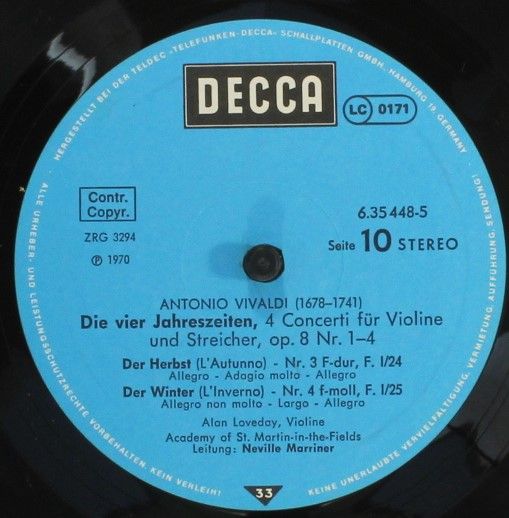 HERGESTELLT BEI DER TELDEC »TELEFUNKEN-DECCA« SCHALLPLATTEN GMBH · HAMBURG 19 GERMANY
DECCA
LC 0171
Contr.
Copyr.
ZRG 3294
Ⓟ 1970
6.35 448-5
Seite 10 STEREO
ANTONIO VIVALDI (1678–1741)
Die vier Jahreszeiten, 4 Concerti für Violine
und Streicher, op. 8 Nr. 1–4
Der Herbst (L'Autunno) - Nr. 3 F-dur, F. I/24
Allegro - Adagio molto - Allegro
Der Winter (L'Inverno) - Nr. 4 f-moll, F. I/25
Allegro non molto - Largo - Allegro
Alan Loveday, Violine
Academy of St. Martin-in-the-Fields
Leitung: Neville Marriner
33
ALLE URHEBER- UND LEISTUNGSSCHUTZRECHTE VORBEHALTEN. KEIN VERLEIH!
KEINE UNERLAUBTE VERVIELFÄLTIGUNG, VERMIETUNG, AUFFÜHRUNG, SENDUNG!